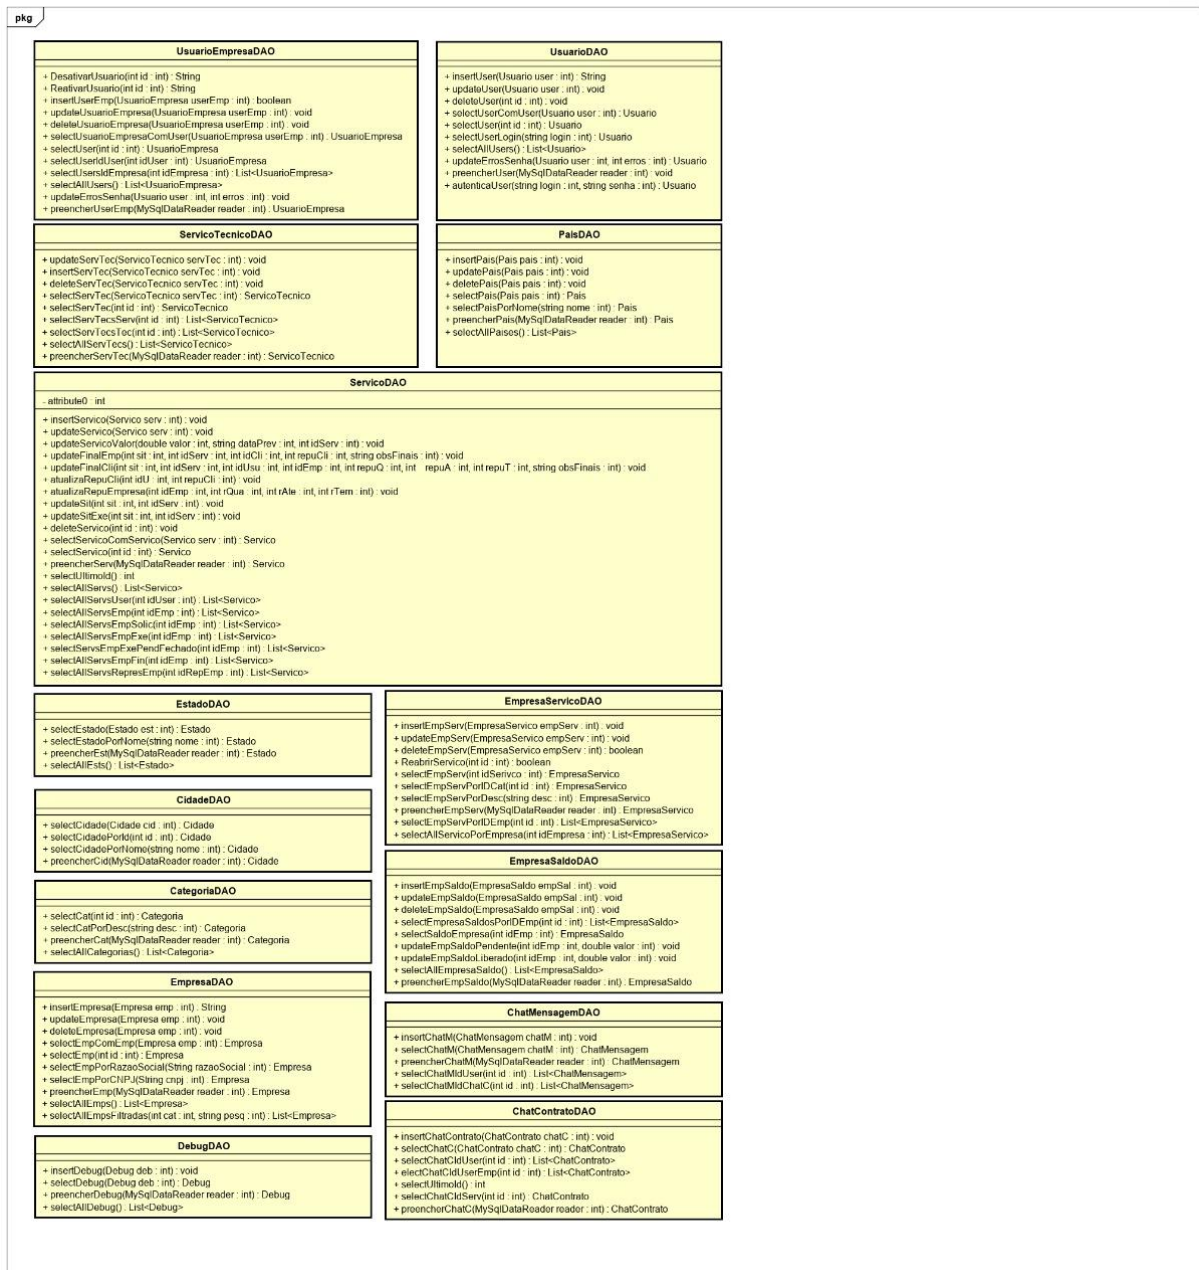 pkg
UsuarioEmpresaDAO
+ DesativarUsuario(int id : int) : String
+ ReativarUsuario(int id : int) : String
+ insertUserEmp(UsuarioEmpresa userEmp : int) : boolean
+ updateUsuarioEmpresa(UsuarioEmpresa userEmp : int) : void
+ deleteUsuarioEmpresa(UsuarioEmpresa userEmp : int) : void
+ selectUsuarioEmpresaComUser(UsuarioEmpresa userEmp : int) : UsuarioEmpresa
+ selectUser(int id : int) : UsuarioEmpresa
+ selectUserIdUser(int idUser : int) : UsuarioEmpresa
+ selectUsersIdEmpresa(int idEmpresa : int) : List<UsuarioEmpresa>
+ selectAllUsers() : List<UsuarioEmpresa>
+ updateErrosSenha(Usuario user : int, int erros : int) : void
+ preencherUserEmp(MySqlDataReader reader : int) : UsuarioEmpresa
UsuarioDAO
+ insertUser(Usuario user : int) : String
+ updateUser(Usuario user : int) : void
+ deleteUser(int id : int) : void
+ selectUserComUser(Usuario user : int) : Usuario
+ selectUser(int id : int) : Usuario
+ selectUserLogin(string login : int) : Usuario
+ selectAllUsers() : List<Usuario>
+ updateErrosSenha(Usuario user : int, int erros : int) : Usuario
+ preencherUser(MySqlDataReader reader : int) : void
+ autenticaUser(string login : int, string senha : int) : Usuario
ServicoTecnicoDAO
+ updateServTec(ServicoTecnico servTec : int) : void
+ insertServTec(ServicoTecnico servTec : int) : void
+ deleteServTec(ServicoTecnico servTec : int) : void
+ selectServTec(ServicoTecnico servTec : int) : ServicoTecnico
+ selectServTec(int id : int) : ServicoTecnico
+ selectServTecsServ(int id : int) : List<ServicoTecnico>
+ selectServTecsTec(int id : int) : List<ServicoTecnico>
+ selectAllServTecs() : List<ServicoTecnico>
+ preencherServTec(MySqlDataReader reader : int) : ServicoTecnico
PaisDAO
+ insertPais(Pais pais : int) : void
+ updatePais(Pais pais : int) : void
+ deletePais(Pais pais : int) : void
+ selectPais(Pais pais : int) : Pais
+ selectPaisPorNome(string nome : int) : Pais
+ preencherPais(MySqlDataReader reader : int) : Pais
+ selectAllPaises() : List<Pais>
ServicoDAO
- attribute0 : int
+ insertServico(Servico serv : int) : void
+ updateServico(Servico serv : int) : void
+ updateServicoValor(double valor : int, string dataPrev : int, int idServ : int) : void
+ updateFinalEmp(int sit : int, int idServ : int, int idCli : int, int repuCli : int, string obsFinais : int) : void
+ updateFinalCli(int sit : int, int idServ : int, int idUsu : int, int idEmp : int, int repuQ : int, int repuA : int, int repuT : int, string obsFinais : int) : void
+ atualizaRepuCli(int idU : int, int repuCli : int) : void
+ atualizaRepuEmpresa(int idEmp : int, int rQua : int, int rAte : int, int rTem : int) : void
+ updateSit(int sit : int, int idServ : int) : void
+ updateSitExe(int sit : int, int idServ : int) : void
+ deleteServico(int id : int) : void
+ selectServicoComServico(Servico serv : int) : Servico
+ selectServico(int id : int) : Servico
+ preencherServ(MySqlDataReader reader : int) : Servico
+ selectUltimoId() : int
+ selectAllServs() : List<Servico>
+ selectAllServsUser(int idUser : int) : List<Servico>
+ selectAllServsEmp(int idEmp : int) : List<Servico>
+ selectAllServsEmpSolic(int idEmp : int) : List<Servico>
+ selectAllServsEmpExe(int idEmp : int) : List<Servico>
+ selectServsEmpExePendFechado(int idEmp : int) : List<Servico>
+ selectAllServsEmpFin(int idEmp : int) : List<Servico>
+ selectAllServsRepresEmp(int idRepEmp : int) : List<Servico>
EstadoDAO
+ selectEstado(Estado est : int) : Estado
+ selectEstadoPorNome(string nome : int) : Estado
+ preencherEst(MySqlDataReader reader : int) : Estado
+ selectAllEsts() : List<Estado>
EmpresaServicoDAO
+ insertEmpServ(EmpresaServico empServ : int) : void
+ updateEmpServ(EmpresaServico empServ : int) : void
+ deleteEmpServ(EmpresaServico empServ : int) : boolean
+ ReabrirServico(int id : int) : boolean
+ selectEmpServ(int idSerivco : int) : EmpresaServico
+ selectEmpServPorIDCat(int id : int) : EmpresaServico
+ selectEmpServPorDesc(string desc : int) : EmpresaServico
+ preencherEmpServ(MySqlDataReader reader : int) : EmpresaServico
+ selectEmpServPorIDEmp(int id : int) : List<EmpresaServico>
+ selectAllServicoPorEmpresa(int idEmpresa : int) : List<EmpresaServico>
CidadeDAO
+ selectCidade(Cidade cid : int) : Cidade
+ selectCidadePorId(int id : int) : Cidade
+ selectCidadePorNome(string nome : int) : Cidade
+ preencherCid(MySqlDataReader reader : int) : Cidade
EmpresaSaldoDAO
+ insertEmpSaldo(EmpresaSaldo empSal : int) : void
+ updateEmpSaldo(EmpresaSaldo empSal : int) : void
+ deleteEmpSaldo(EmpresaSaldo empSal : int) : void
+ selectEmpresaSaldosPorIDEmp(int id : int) : List<EmpresaSaldo>
+ selectSaldoEmpresa(int idEmp : int) : EmpresaSaldo
+ updateEmpSaldoPendente(int idEmp : int, double valor : int) : void
+ updateEmpSaldoLiberado(int idEmp : int, double valor : int) : void
+ selectAllEmpresaSaldo() : List<EmpresaSaldo>
+ preencherEmpSaldo(MySqlDataReader reader : int) : EmpresaSaldo
CategoriaDAO
+ selectCat(int id : int) : Categoria
+ selectCatPorDesc(string desc : int) : Categoria
+ preencherCat(MySqlDataReader reader : int) : Categoria
+ selectAllCategorias() : List<Categoria>
EmpresaDAO
+ insertEmpresa(Empresa emp : int) : String
+ updateEmpresa(Empresa emp : int) : void
+ deleteEmpresa(Empresa emp : int) : void
+ selectEmpComEmp(Empresa emp : int) : Empresa
+ selectEmp(int id : int) : Empresa
+ selectEmpPorRazaoSocial(String razaoSocial : int) : Empresa
+ selectEmpPorCNPJ(String cnpj : int) : Empresa
+ preencherEmp(MySqlDataReader reader : int) : Empresa
+ selectAllEmps() : List<Empresa>
+ selectAllEmpsFiltradas(int cat : int, string pesq : int) : List<Empresa>
ChatMensagemDAO
+ insertChatM(ChatMensagem chatM : int) : void
+ selectChatM(ChatMensagem chatM : int) : ChatMensagem
+ preencherChatM(MySqlDataReader reader : int) : ChatMensagem
+ selectChatMIdUser(int id : int) : List<ChatMensagem>
+ selectChatMIdChatC(int id : int) : List<ChatMensagem>
DebugDAO
+ insertDebug(Debug deb : int) : void
+ selectDebug(Debug deb : int) : Debug
+ preencherDebug(MySqlDataReader reader : int) : Debug
+ selectAllDebug() : List<Debug>
ChatContratoDAO
+ insertChatContrato(ChatContrato chatC : int) : void
+ selectChatC(ChatContrato chatC : int) : ChatContrato
+ selectChatCIdUser(int id : int) : List<ChatContrato>
+ electChatCIdUserEmp(int id : int) : List<ChatContrato>
+ selectUltimoId() : int
+ selectChatCIdServ(int id : int) : ChatContrato
+ preencherChatC(MySqlDataReader reader : int) : ChatContrato